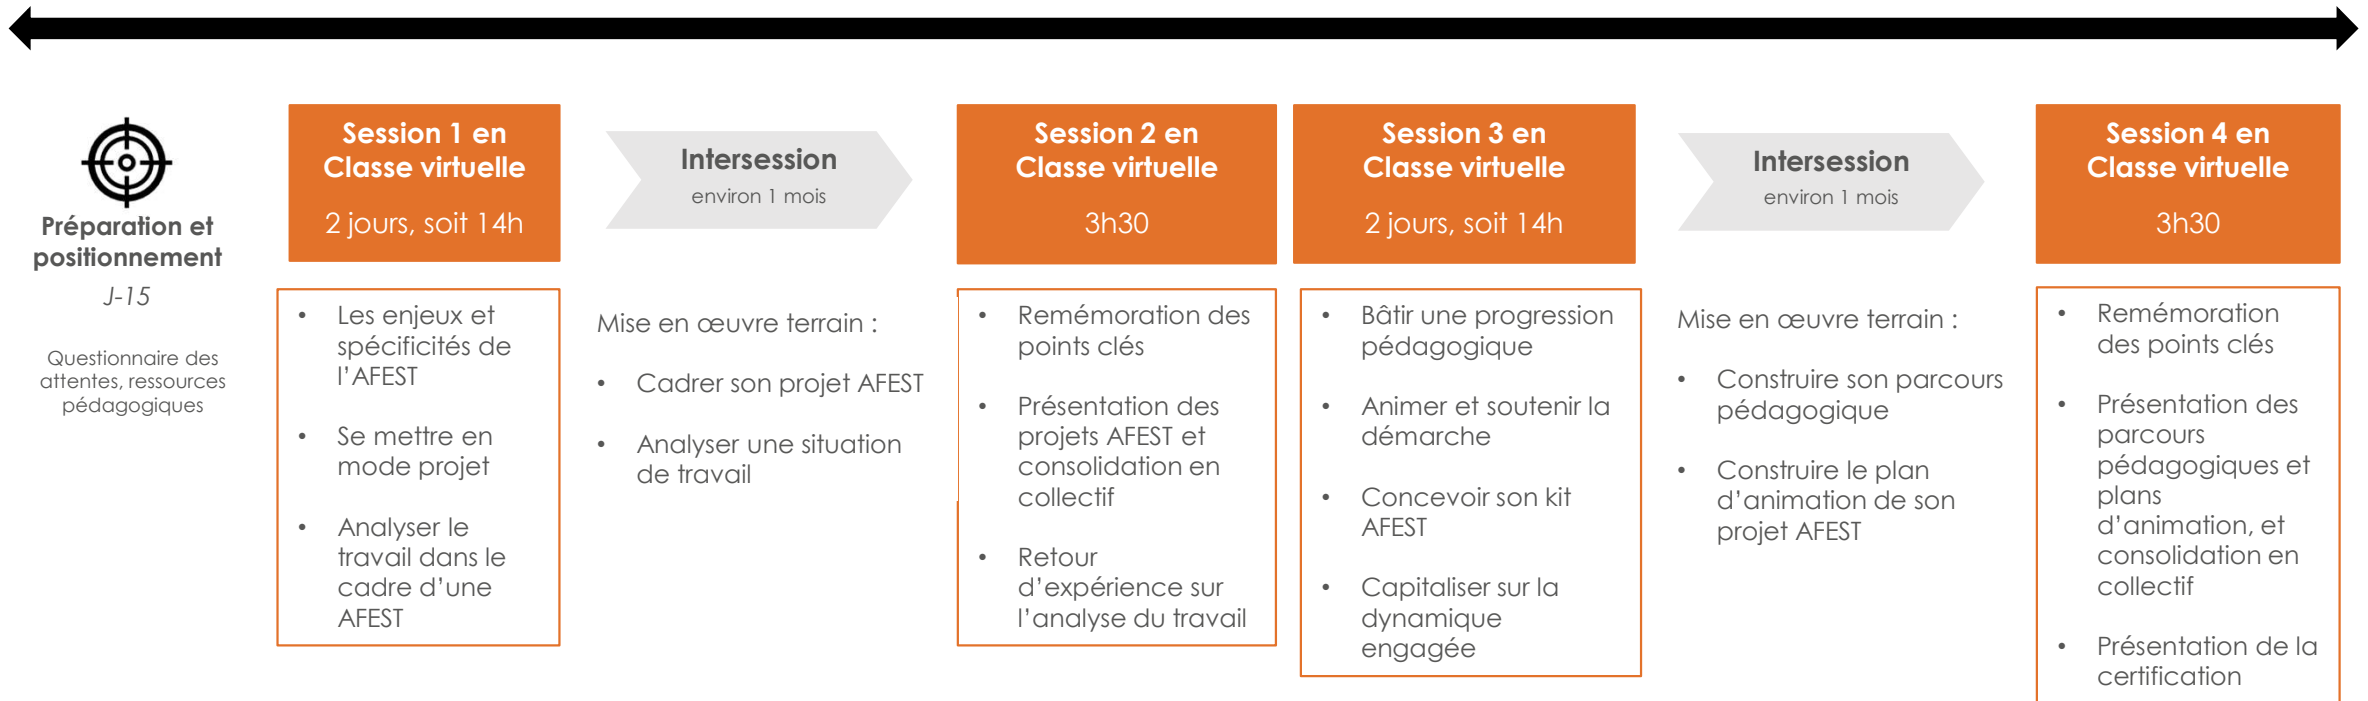 Préparation et
positionnement
J-15
Questionnaire des
attentes, ressources
pédagogiques
Session 1 en
Classe virtuelle
2 jours, soit 14h
• Les enjeux et
spécificités de
l’AFEST
• Se mettre en
mode projet
• Analyser le
travail dans le
cadre d’une
AFEST
Intersession
environ 1 mois
Mise en œuvre terrain :
• Cadrer son projet AFEST
• Analyser une situation
de travail
Session 2 en
Classe virtuelle
3h30
• Remémoration des
points clés
• Présentation des
projets AFEST et
consolidation en
collectif
• Retour
d’expérience sur
l’analyse du travail
Session 3 en
Classe virtuelle
2 jours, soit 14h
• Bâtir une progression
pédagogique
• Animer et soutenir la
démarche
• Concevoir son kit
AFEST
• Capitaliser sur la
dynamique
engagée
Intersession
environ 1 mois
Mise en œuvre terrain :
• Construire son parcours
pédagogique
• Construire le plan
d’animation de son
projet AFEST
Session 4 en
Classe virtuelle
3h30
• Remémoration
des points clés
• Présentation des
parcours
pédagogiques et
plans
d’animation, et
consolidation en
collectif
• Présentation de la
certification